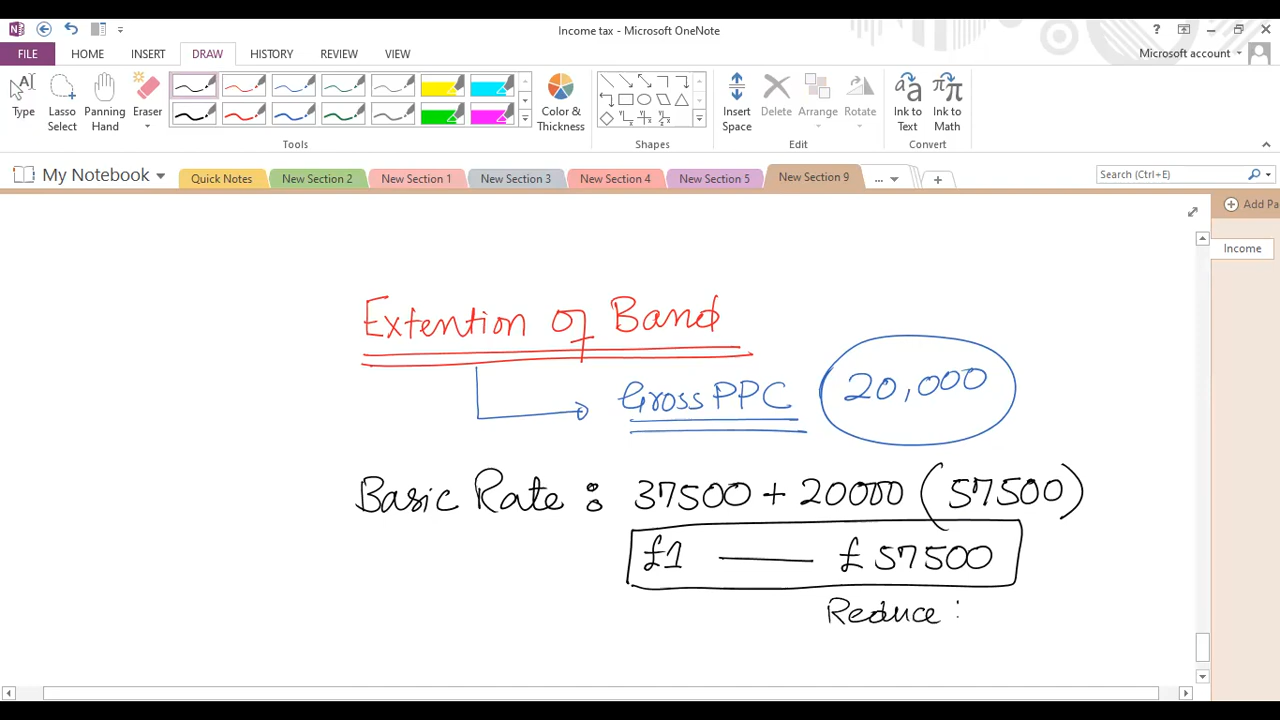 Income tax - Microsoft OneNote
FILE HOME INSERT DRAW HISTORY REVIEW VIEW Microsoft account
Type Lasso Select Panning Hand Eraser Color & Thickness Insert Space Delete Arrange Rotate Ink to Text Ink to Math
Tools Shapes Edit Convert
My Notebook Quick Notes New Section 2 New Section 1 New Section 3 New Section 4 New Section 5 New Section 9 ... Search (Ctrl+E)
Add Pa
Income
Extention of Band
Gross PPC 20,000
Basic Rate : 37500 + 20000 (57500)
£1 — £57500
Reduce :